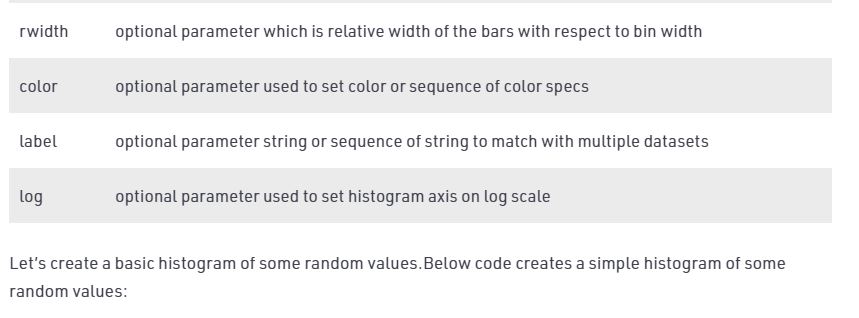 rwidth optional parameter which is relative width of the bars with respect to bin width
color optional parameter used to set color or sequence of color specs
label optional parameter string or sequence of string to match with multiple datasets
log optional parameter used to set histogram axis on log scale
Let’s create a basic histogram of some random values.Below code creates a simple histogram of some
random values: